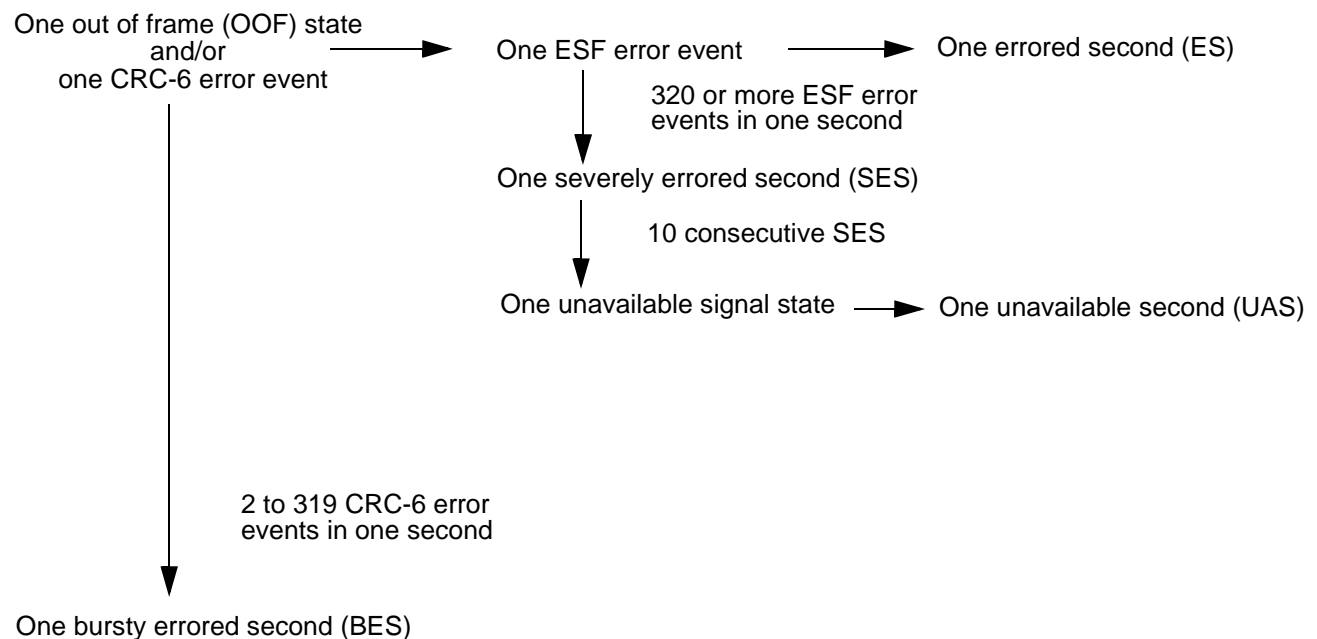 One out of frame (OOF) state
and/or
one CRC-6 error event
One ESF error event
One errored second (ES)
320 or more ESF error
events in one second
One severely errored second (SES)
10 consecutive SES
One unavailable signal state
One unavailable second (UAS)
2 to 319 CRC-6 error
events in one second
One bursty errored second (BES)